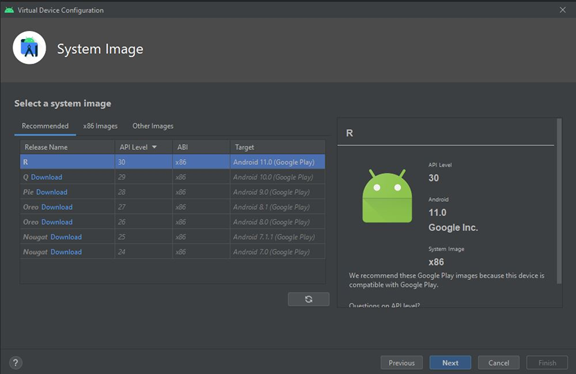 Virtual Device Configuration
System Image
Select a system image
Recommended x86 Images Other Images
Release Name API Level ABI Target
R 30 x86 Android 11.0 (Google Play)
Q Download 29 x86 Android 10.0 (Google Play)
Pie Download 28 x86 Android 9.0 (Google Play)
Oreo Download 27 x86 Android 8.1 (Google Play)
Oreo Download 26 x86 Android 8.0 (Google Play)
Nougat Download 25 x86 Android 7.1.1 (Google Play)
Nougat Download 24 x86 Android 7.0 (Google Play)
R
API Level
30
Android
11.0
Google Inc.
System Image
x86
We recommend these Google Play images because this device is
compatible with Google Play.
Questions on API level?
? Previous Next Cancel Finish